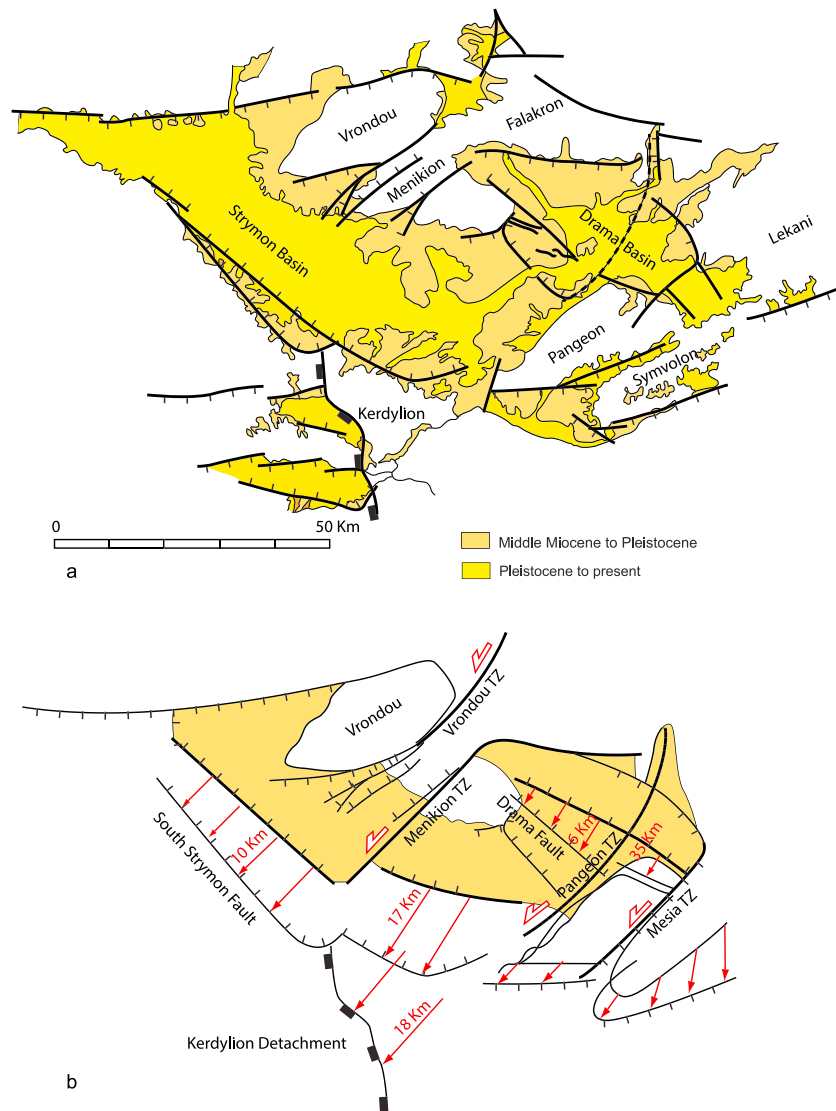 Vrondou
Falakron
Menikion
Strymon Basin
Drama Basin
Lekani
Pangeon
Symvolon
Kerdylion
0
50 Km
Middle Miocene to Pleistocene
Pleistocene to present
a
Vrondou
Vrondou TZ
Menikion TZ
Drama Fault
6 Km
Pangeon TZ
35 Km
Mesia TZ
10 Km
South Strymon Fault
17 Km
18 Km
Kerdylion Detachment
b